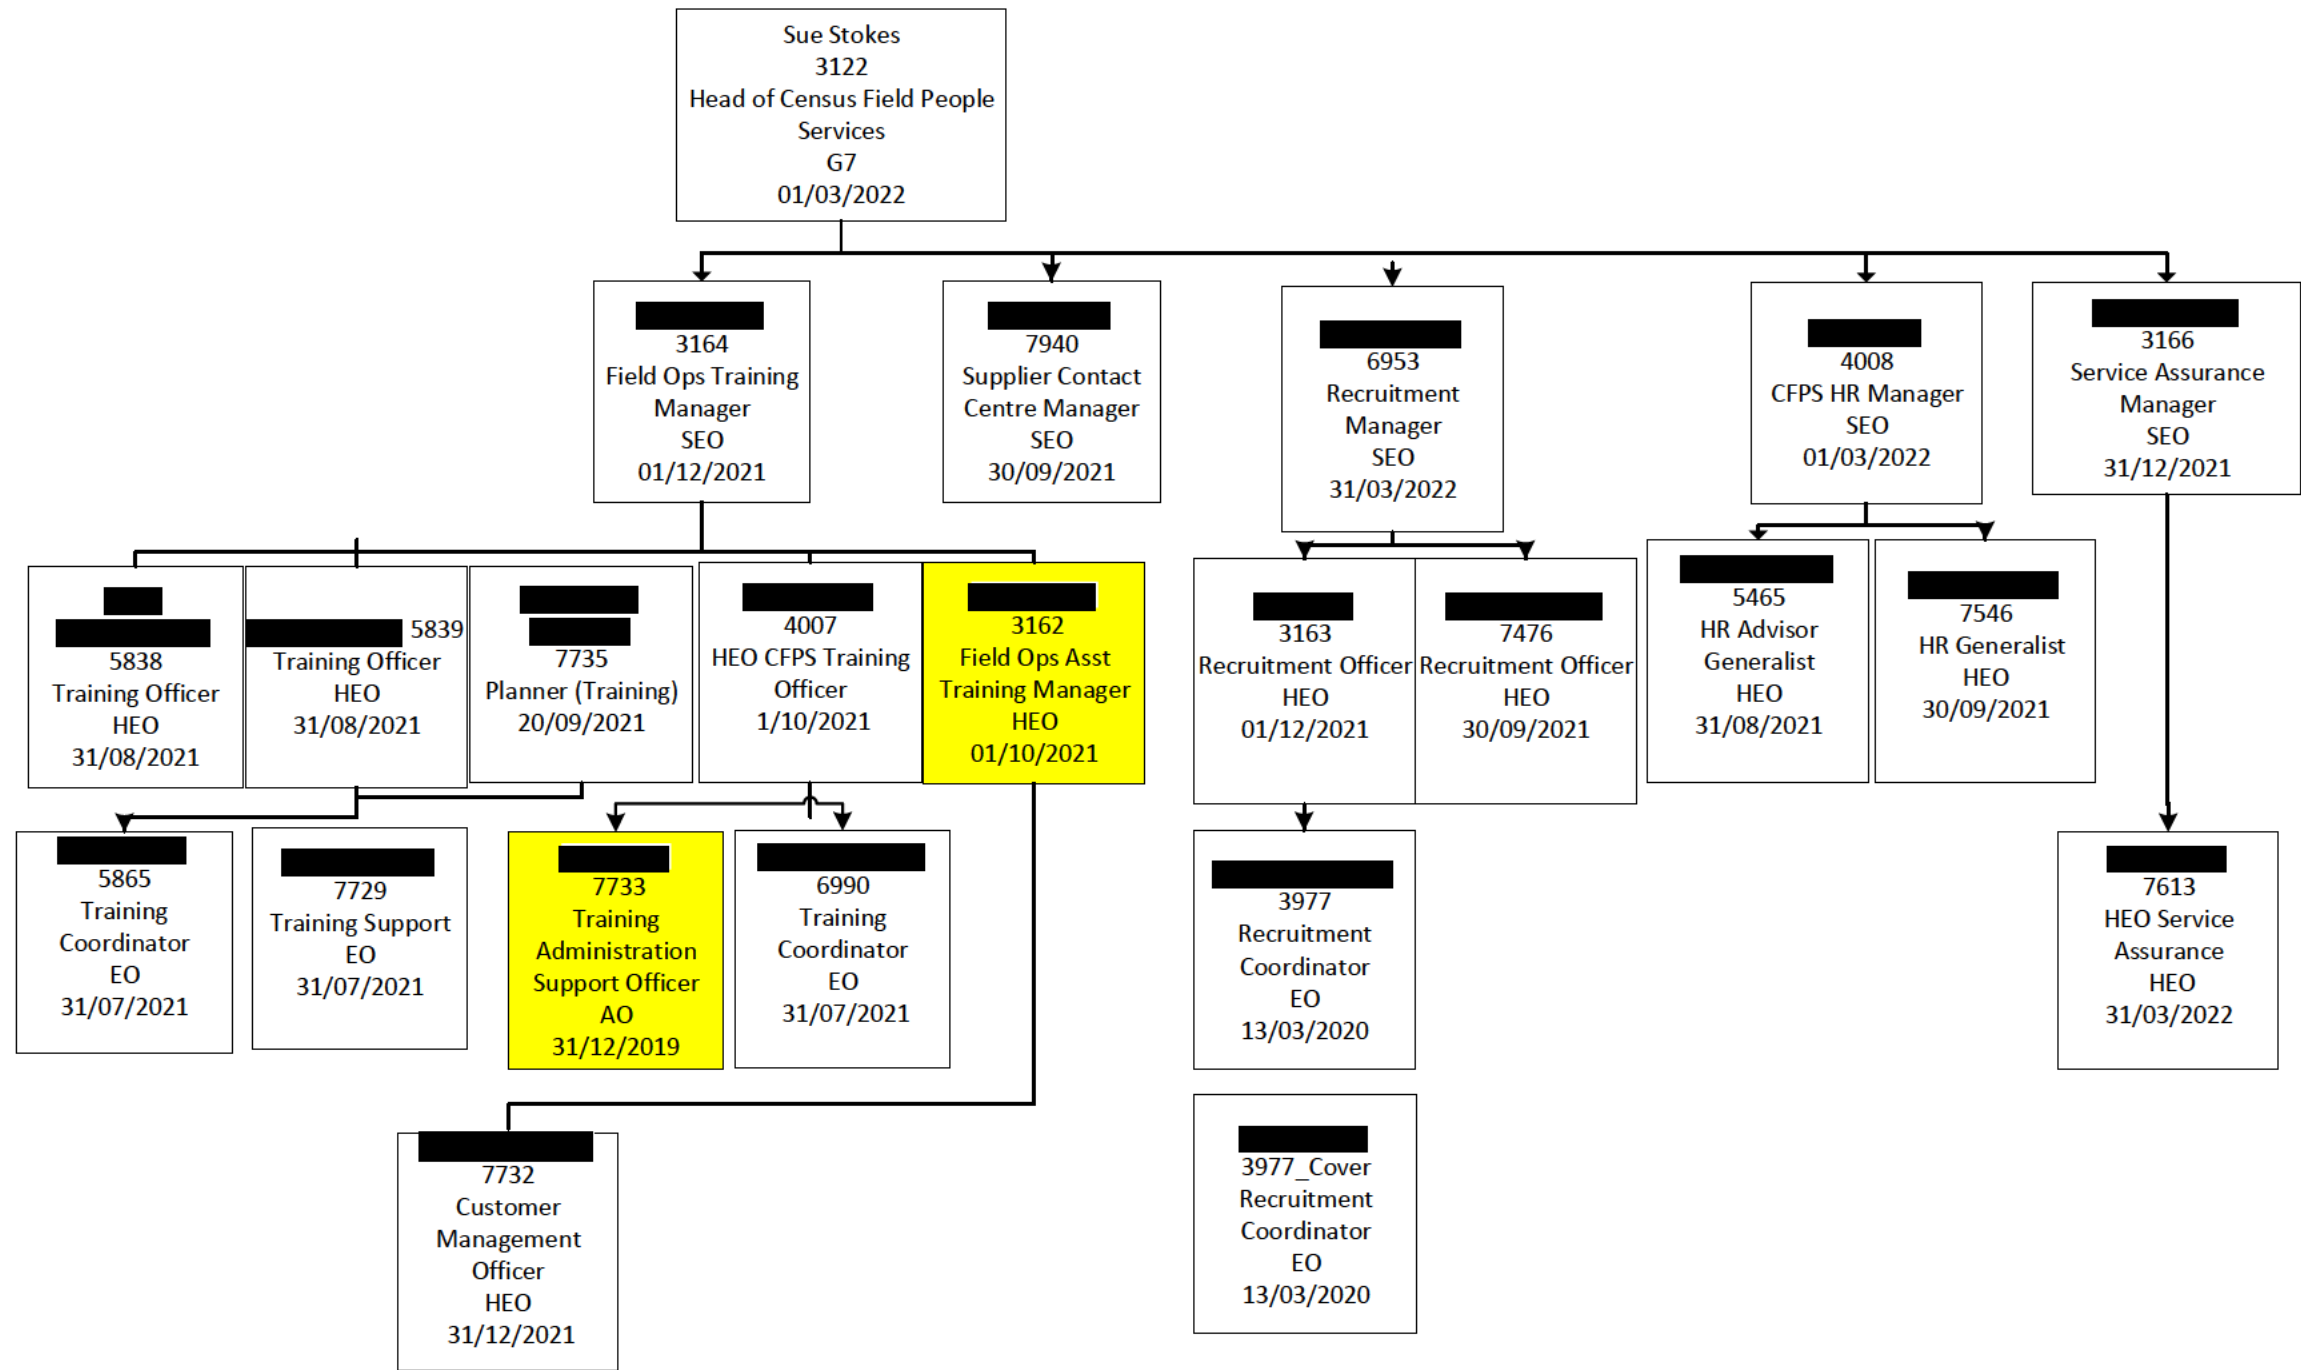 Sue Stokes
3122
Head of Census Field People
Services
G7
01/03/2022
3164
Field Ops Training
Manager
SEO
01/12/2021
7940
Supplier Contact
Centre Manager
SEO
30/09/2021
6953
Recruitment
Manager
SEO
31/03/2022
4008
CFPS HR Manager
SEO
01/03/2022
3166
Service Assurance
Manager
SEO
31/12/2021
5838
Training Officer
HEO
31/08/2021
5839
Training Officer
HEO
31/08/2021
7735
Planner (Training)
20/09/2021
4007
HEO CFPS Training
Officer
1/10/2021
3162
Field Ops Asst
Training Manager
HEO
01/10/2021
3163
Recruitment Officer
HEO
01/12/2021
7476
Recruitment Officer
HEO
30/09/2021
5465
HR Advisor
Generalist
HEO
31/08/2021
7546
HR Generalist
HEO
30/09/2021
5865
Training
Coordinator
EO
31/07/2021
7729
Training Support
EO
31/07/2021
7733
Training
Administration
Support Officer
AO
31/12/2019
6990
Training
Coordinator
EO
31/07/2021
3977
Recruitment
Coordinator
EO
13/03/2020
7613
HEO Service
Assurance
HEO
31/03/2022
7732
Customer
Management
Officer
HEO
31/12/2021
3977_Cover
Recruitment
Coordinator
EO
13/03/2020